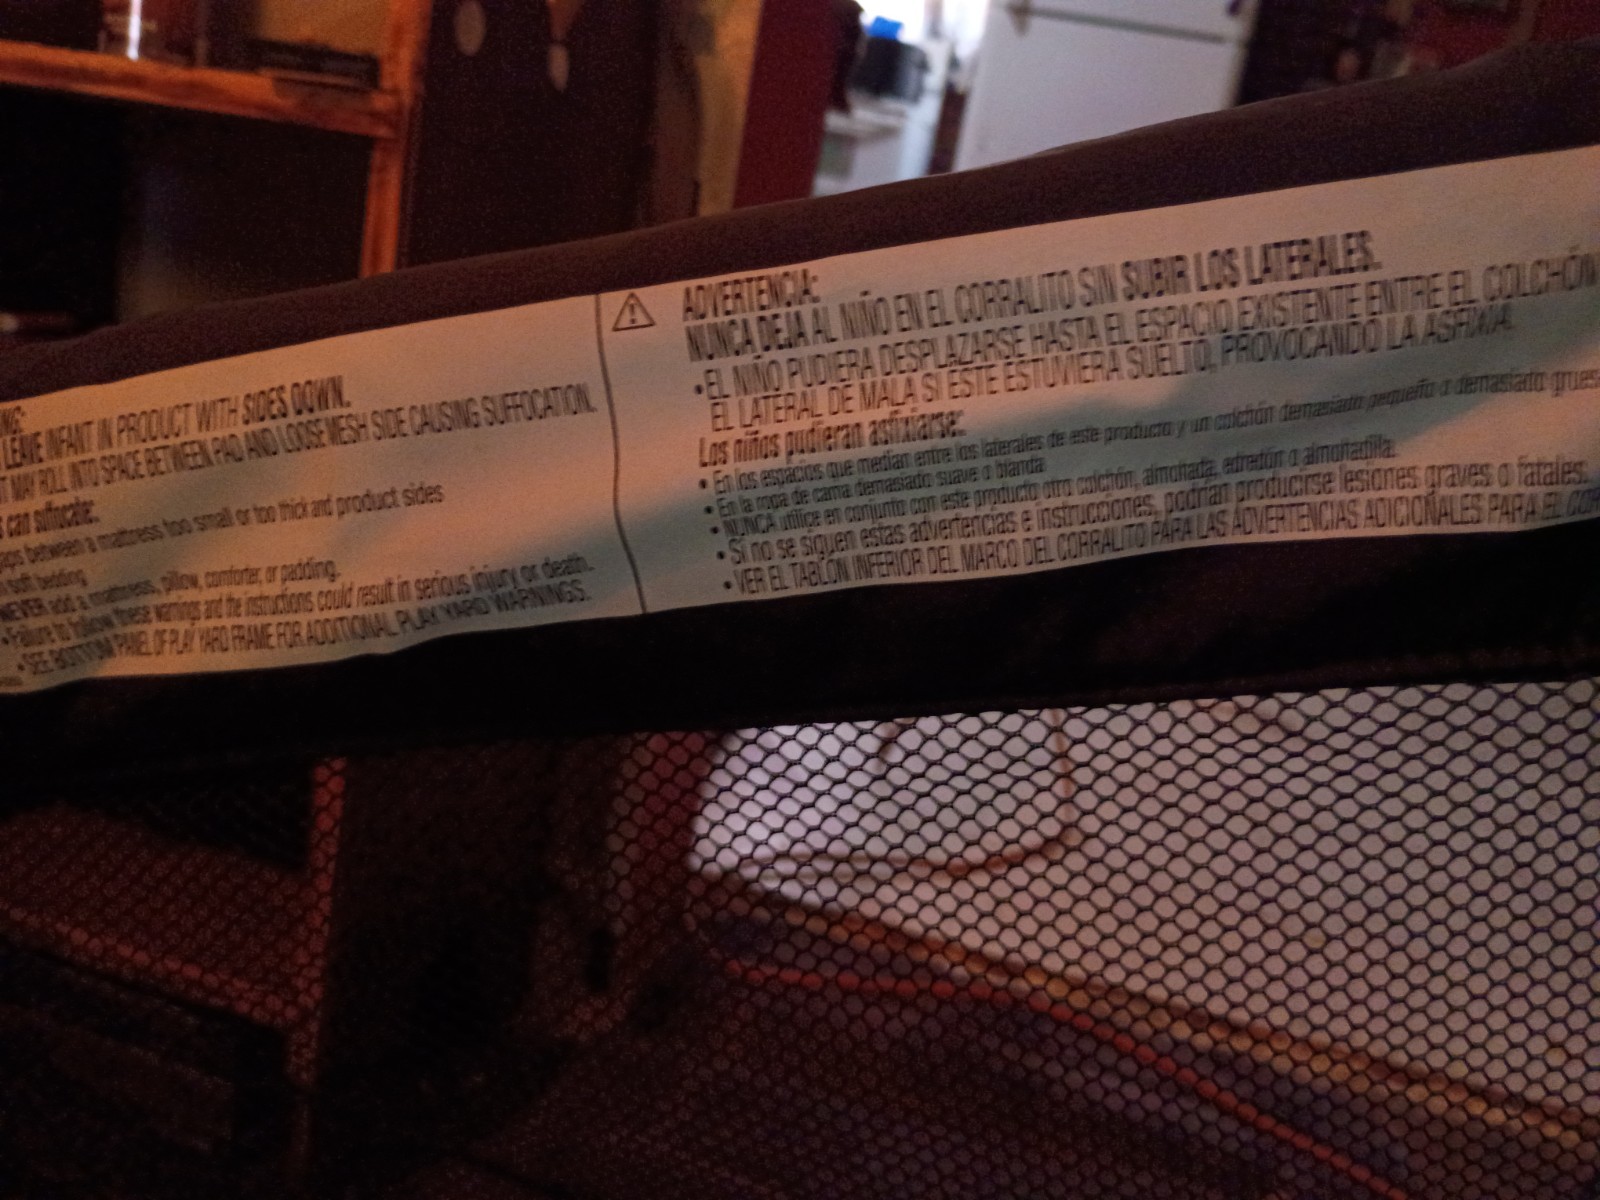 NG:
LEAVE INFANT IN PRODUCT WITH SIDES DOWN.
T MAY ROLL INTO SPACE BETWEEN PAD AND LOOSE MESH SIDE CAUSING SUFFOCATION.
s can suffocate:
aps between a mattress too small or too thick and product sides
n soft bedding
NEVER add a mattress, pillow, comforter, or padding.
• Failure to follow these warnings and the instructions could result in serious injury or death.
• SEE BOTTOM PANEL OF PLAY YARD FRAME FOR ADDITIONAL PLAY YARD WARNINGS.
ADVERTENCIA:
NUNCA DEJA AL NIÑO EN EL CORRALITO SIN SUBIR LOS LATERALES.
• EL NIÑO PUDIERA DESPLAZARSE HASTA EL ESPACIO EXISTENTE ENTRE EL COLCHÓN
EL LATERAL DE MALA SI ESTE ESTUVIERA SUELTO, PROVOCANDO LA ASFIXIA.
Los niños pudieran asfixiarse:
• En los espacios que median entre los laterales de este producto y un colchón demasiado pequeño o demasiado grues
• En la ropa de cama demasiado suave o blanda
• NUNCA utilice en conjunto con este producto otro colchón, almohada, edredón o almohadilla.
• Si no se siguen estas advertencias e instrucciones, podrían producirse lesiones graves o fatales.
• VER EL TABLÓN INFERIOR DEL MARCO DEL CORRALITO PARA LAS ADVERTENCIAS ADICIONALES PARA EL COR